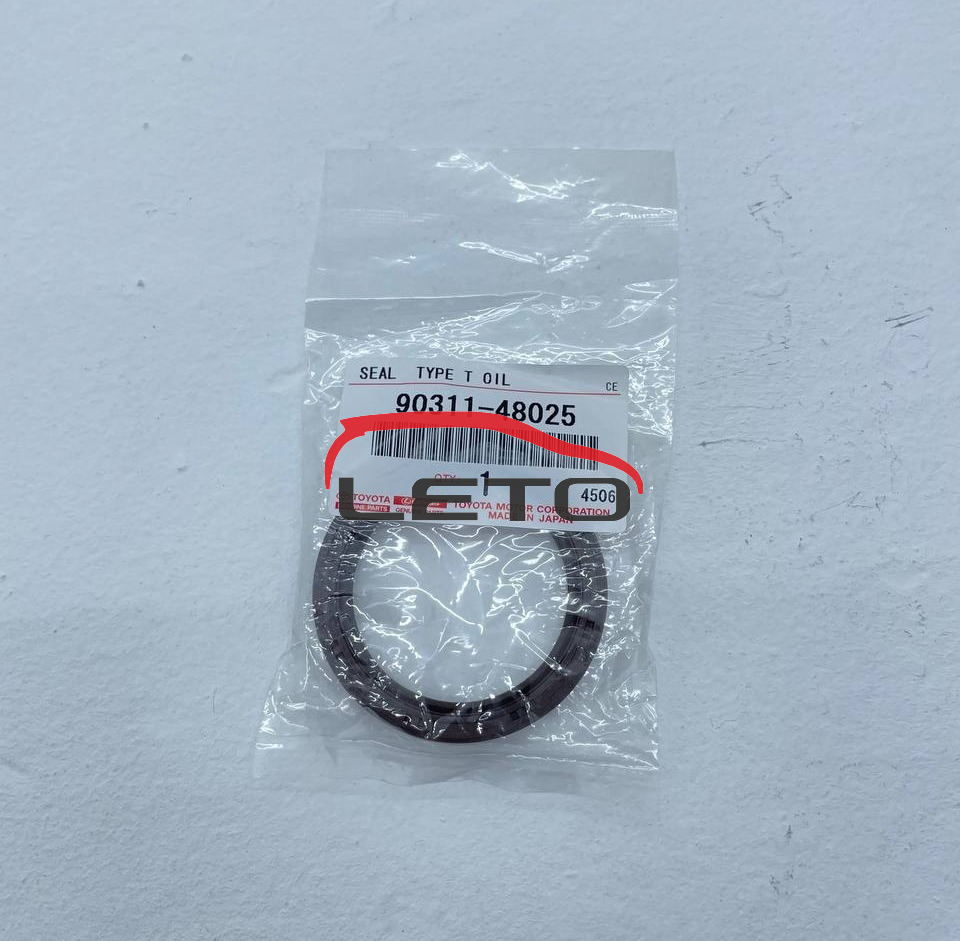 SEAL TYPE T OIL
CE
90311-48025
QTY 1
4506
LETO
TOYOTA
TOYOTA MOTOR CORPORATION
MADE IN JAPAN